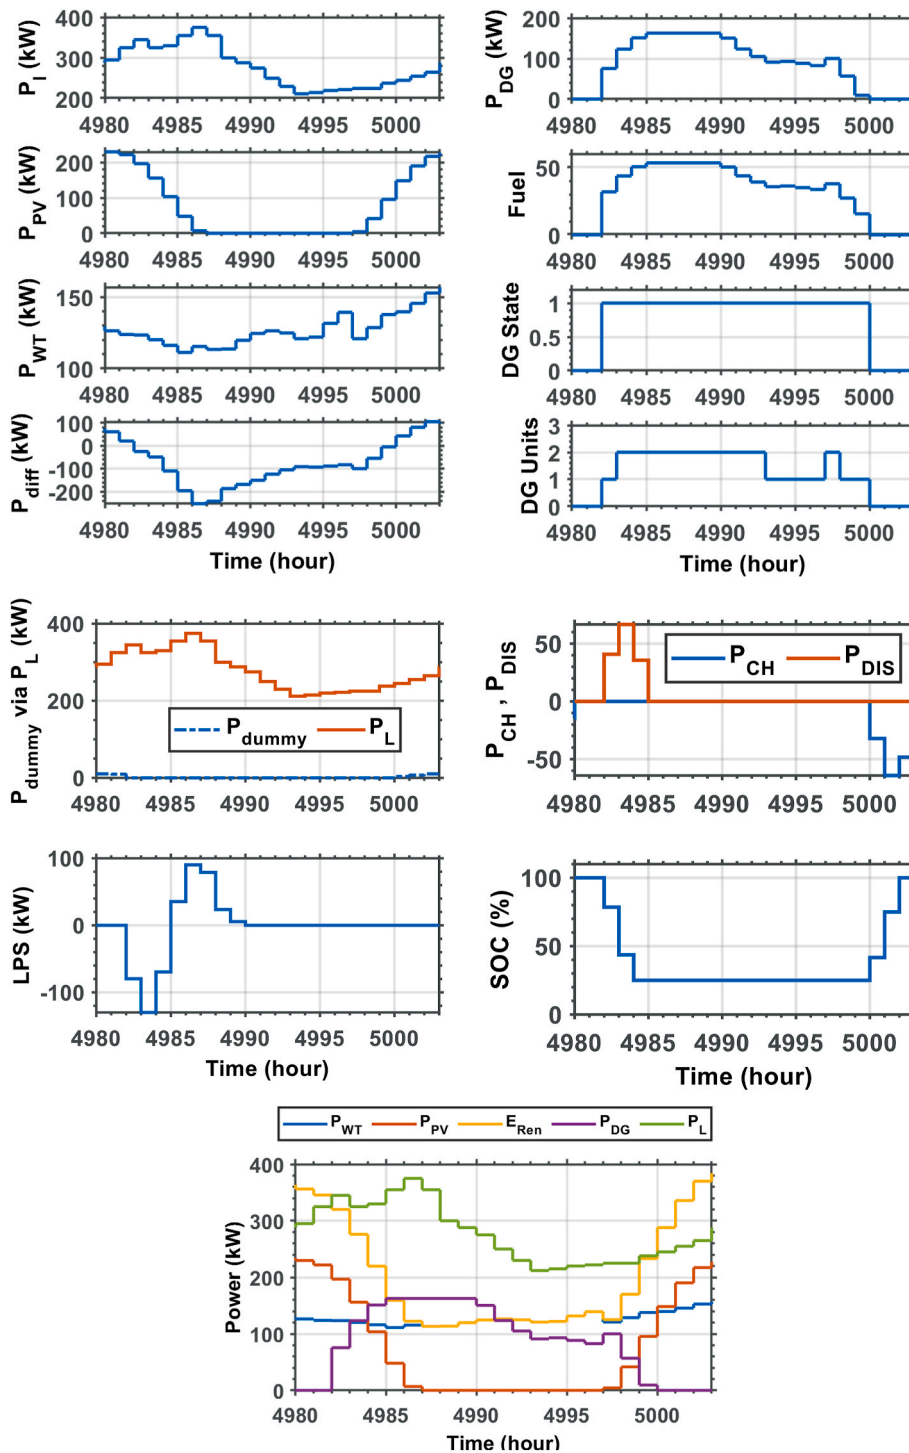 400
300
200
P_l (kW)
4980 4985 4990 4995 5000
200
100
0
P_DG (kW)
4980 4985 4990 4995 5000
200
100
0
P_PV (kW)
4980 4985 4990 4995 5000
50
0
Fuel
4980 4985 4990 4995 5000
150
100
P_WT (kW)
4980 4985 4990 4995 5000
1
0.5
0
DG State
4980 4985 4990 4995 5000
100
0
-100
-200
P_diff (kW)
4980 4985 4990 4995 5000
Time (hour)
3
2
1
0
DG Units
4980 4985 4990 4995 5000
Time (hour)
400
200
0
P_dummy via P_L (kW)
P_dummy P_L
4980 4985 4990 4995 5000
50
0
-50
P_CH , P_DIS
P_CH P_DIS
4980 4985 4990 4995 5000
100
0
-100
LPS (kW)
4980 4985 4990 4995 5000
Time (hour)
100
50
0
SOC (%)
4980 4985 4990 4995 5000
Time (hour)
P_WT P_PV E_Ren P_DG P_L
400
300
200
100
0
Power (kW)
4980 4985 4990 4995 5000
Time (hour)